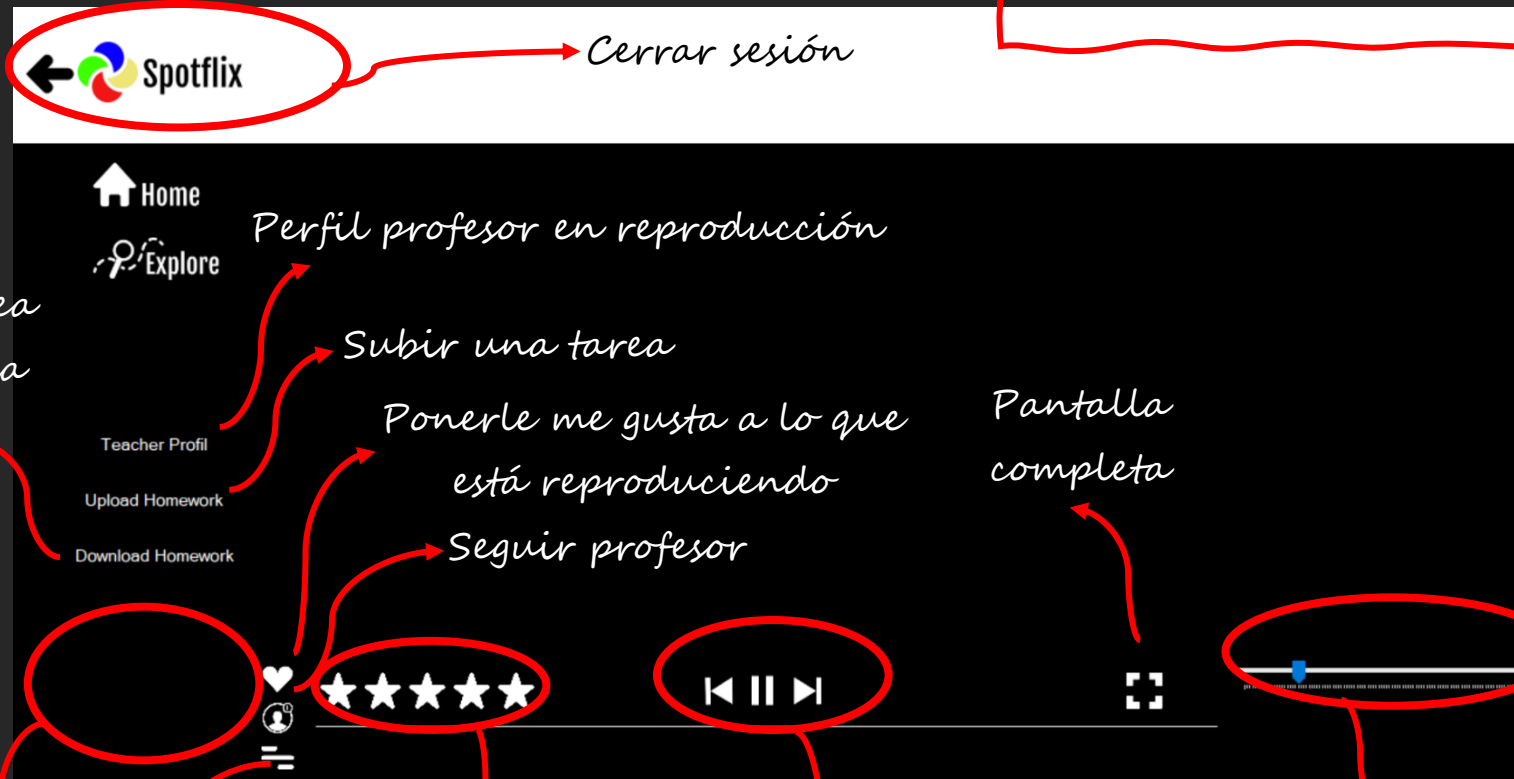 Spotflix
Cerrar sesión
Home
Explore
Perfil profesor en reproducción
Subir una tarea
Ponerle me gusta a lo que
está reproduciendo
Seguir profesor
Pantalla
completa
Teacher Profil
Upload Homework
Download Homework